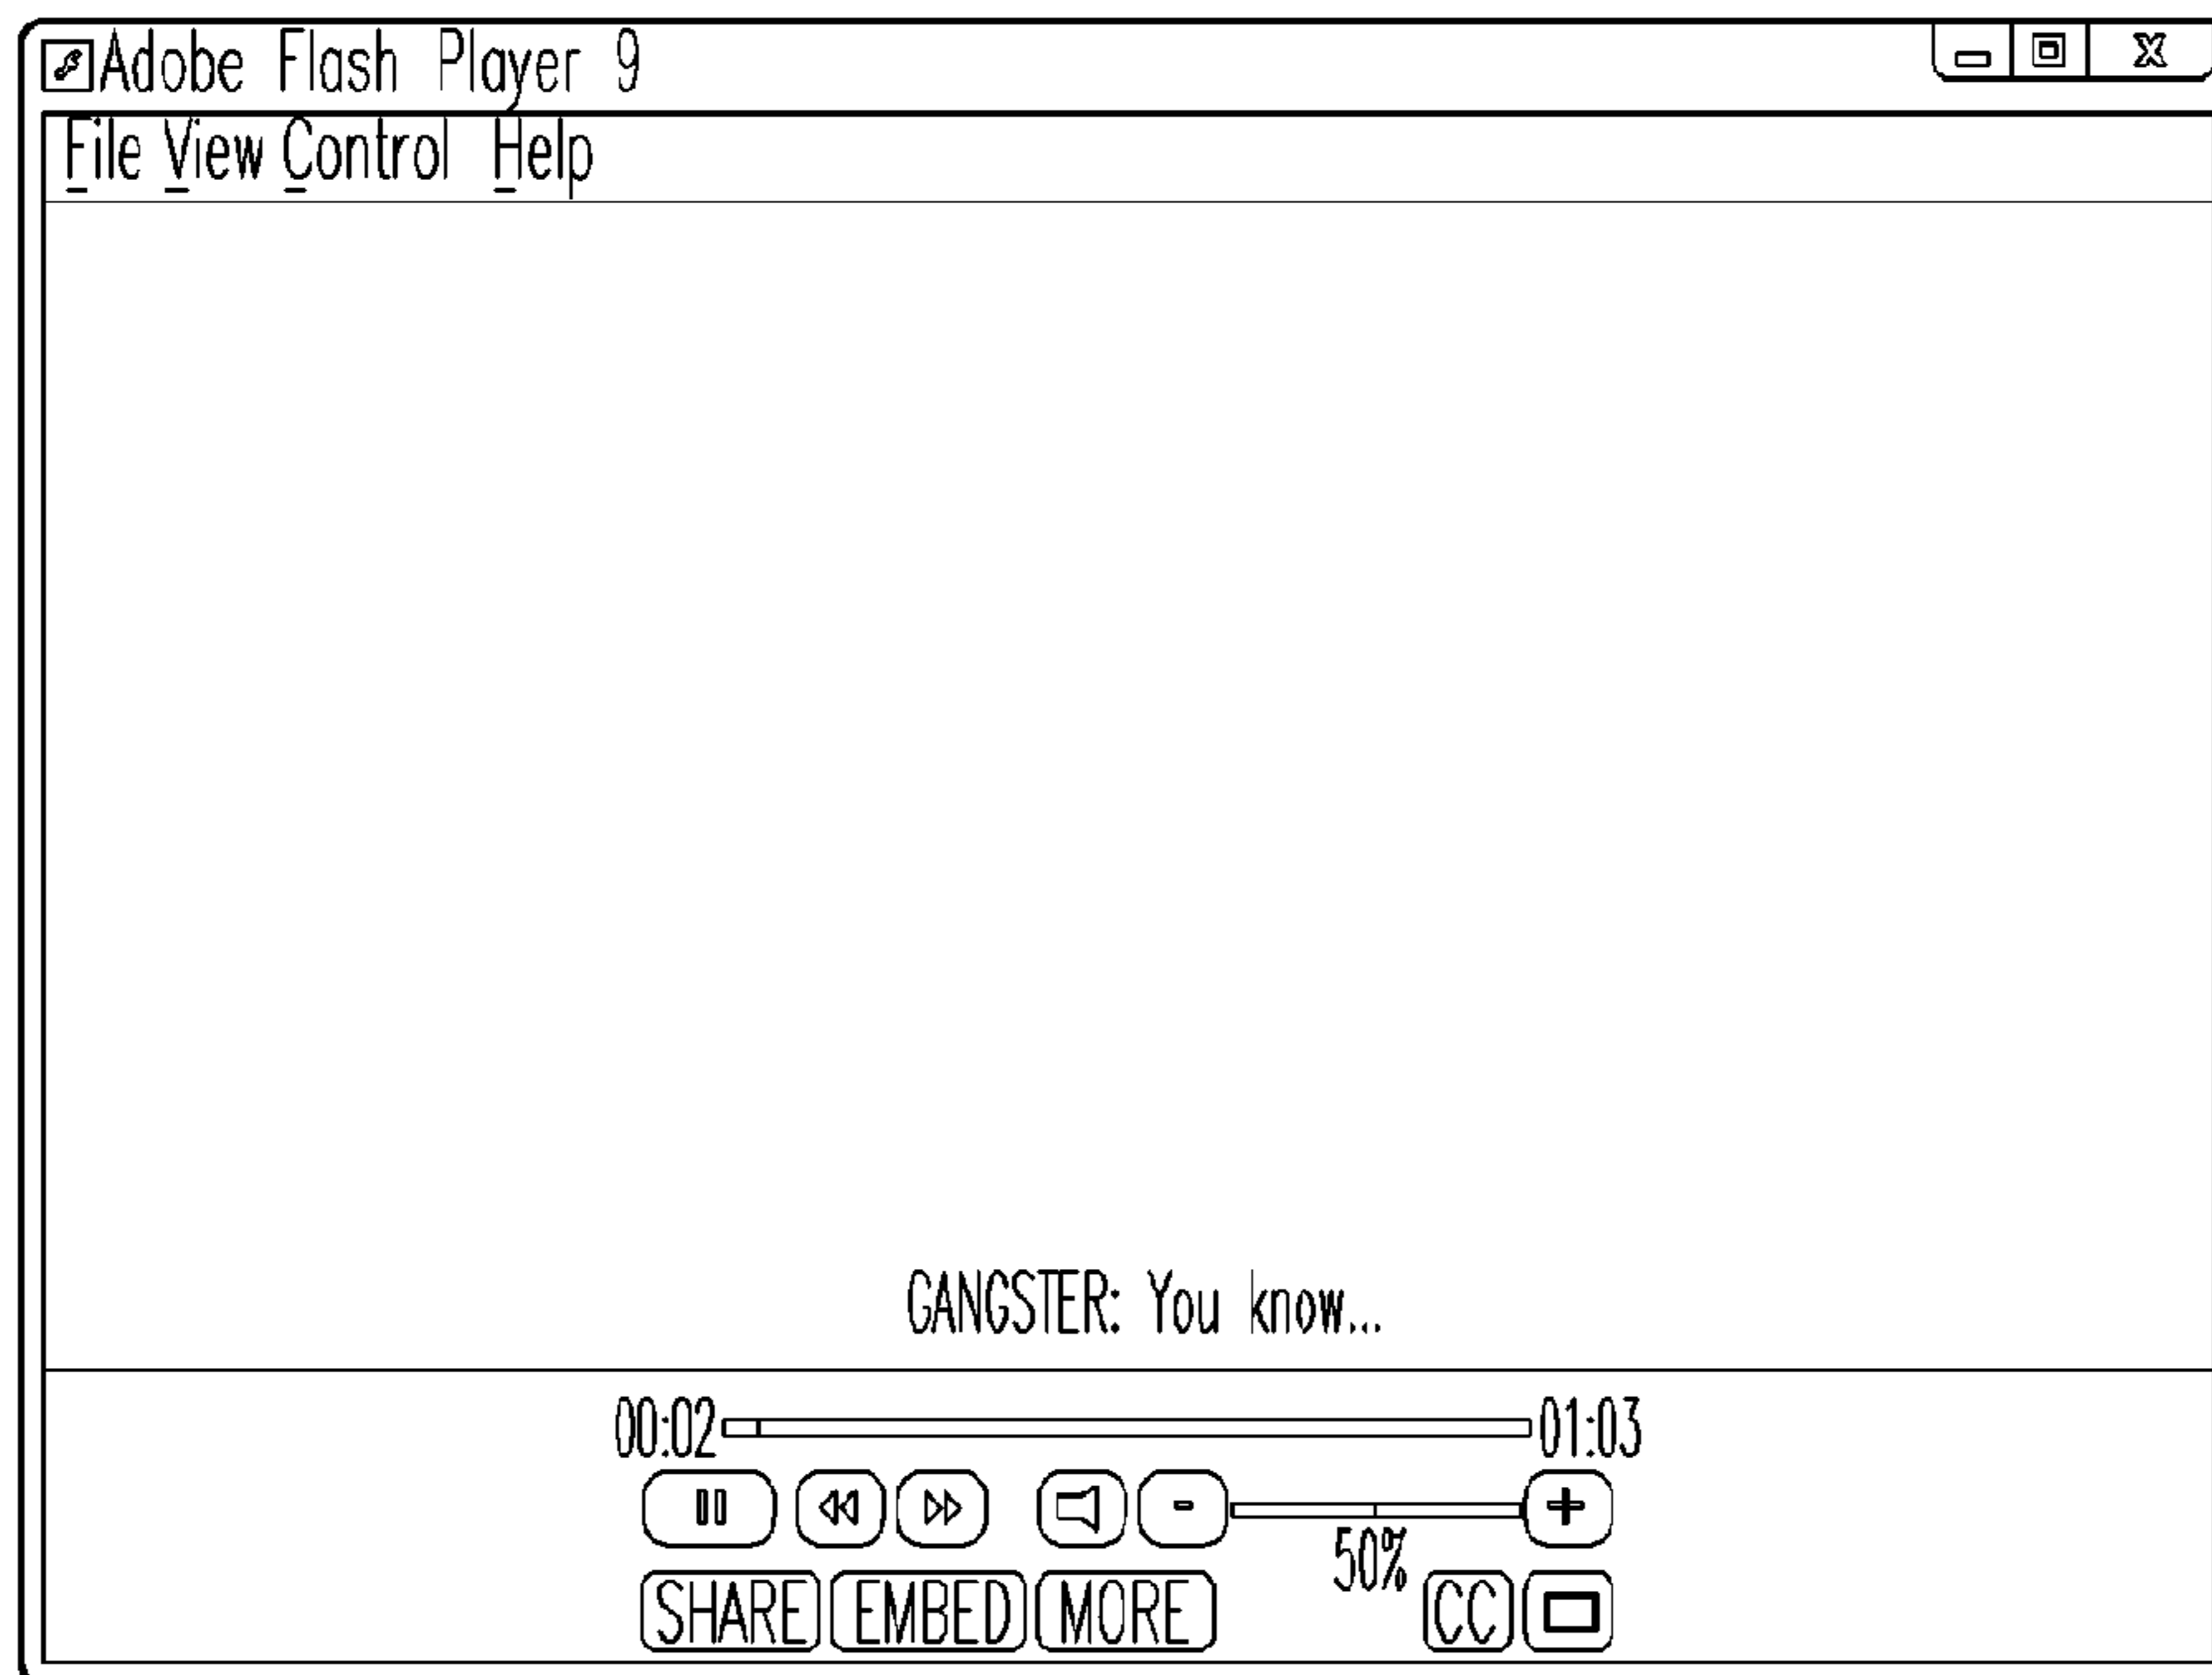 Adobe Flash Player 9 X
File View Control Help
GANGSTER: You know...
00:02 01:03
- +
50%
SHARE EMBED MORE CC